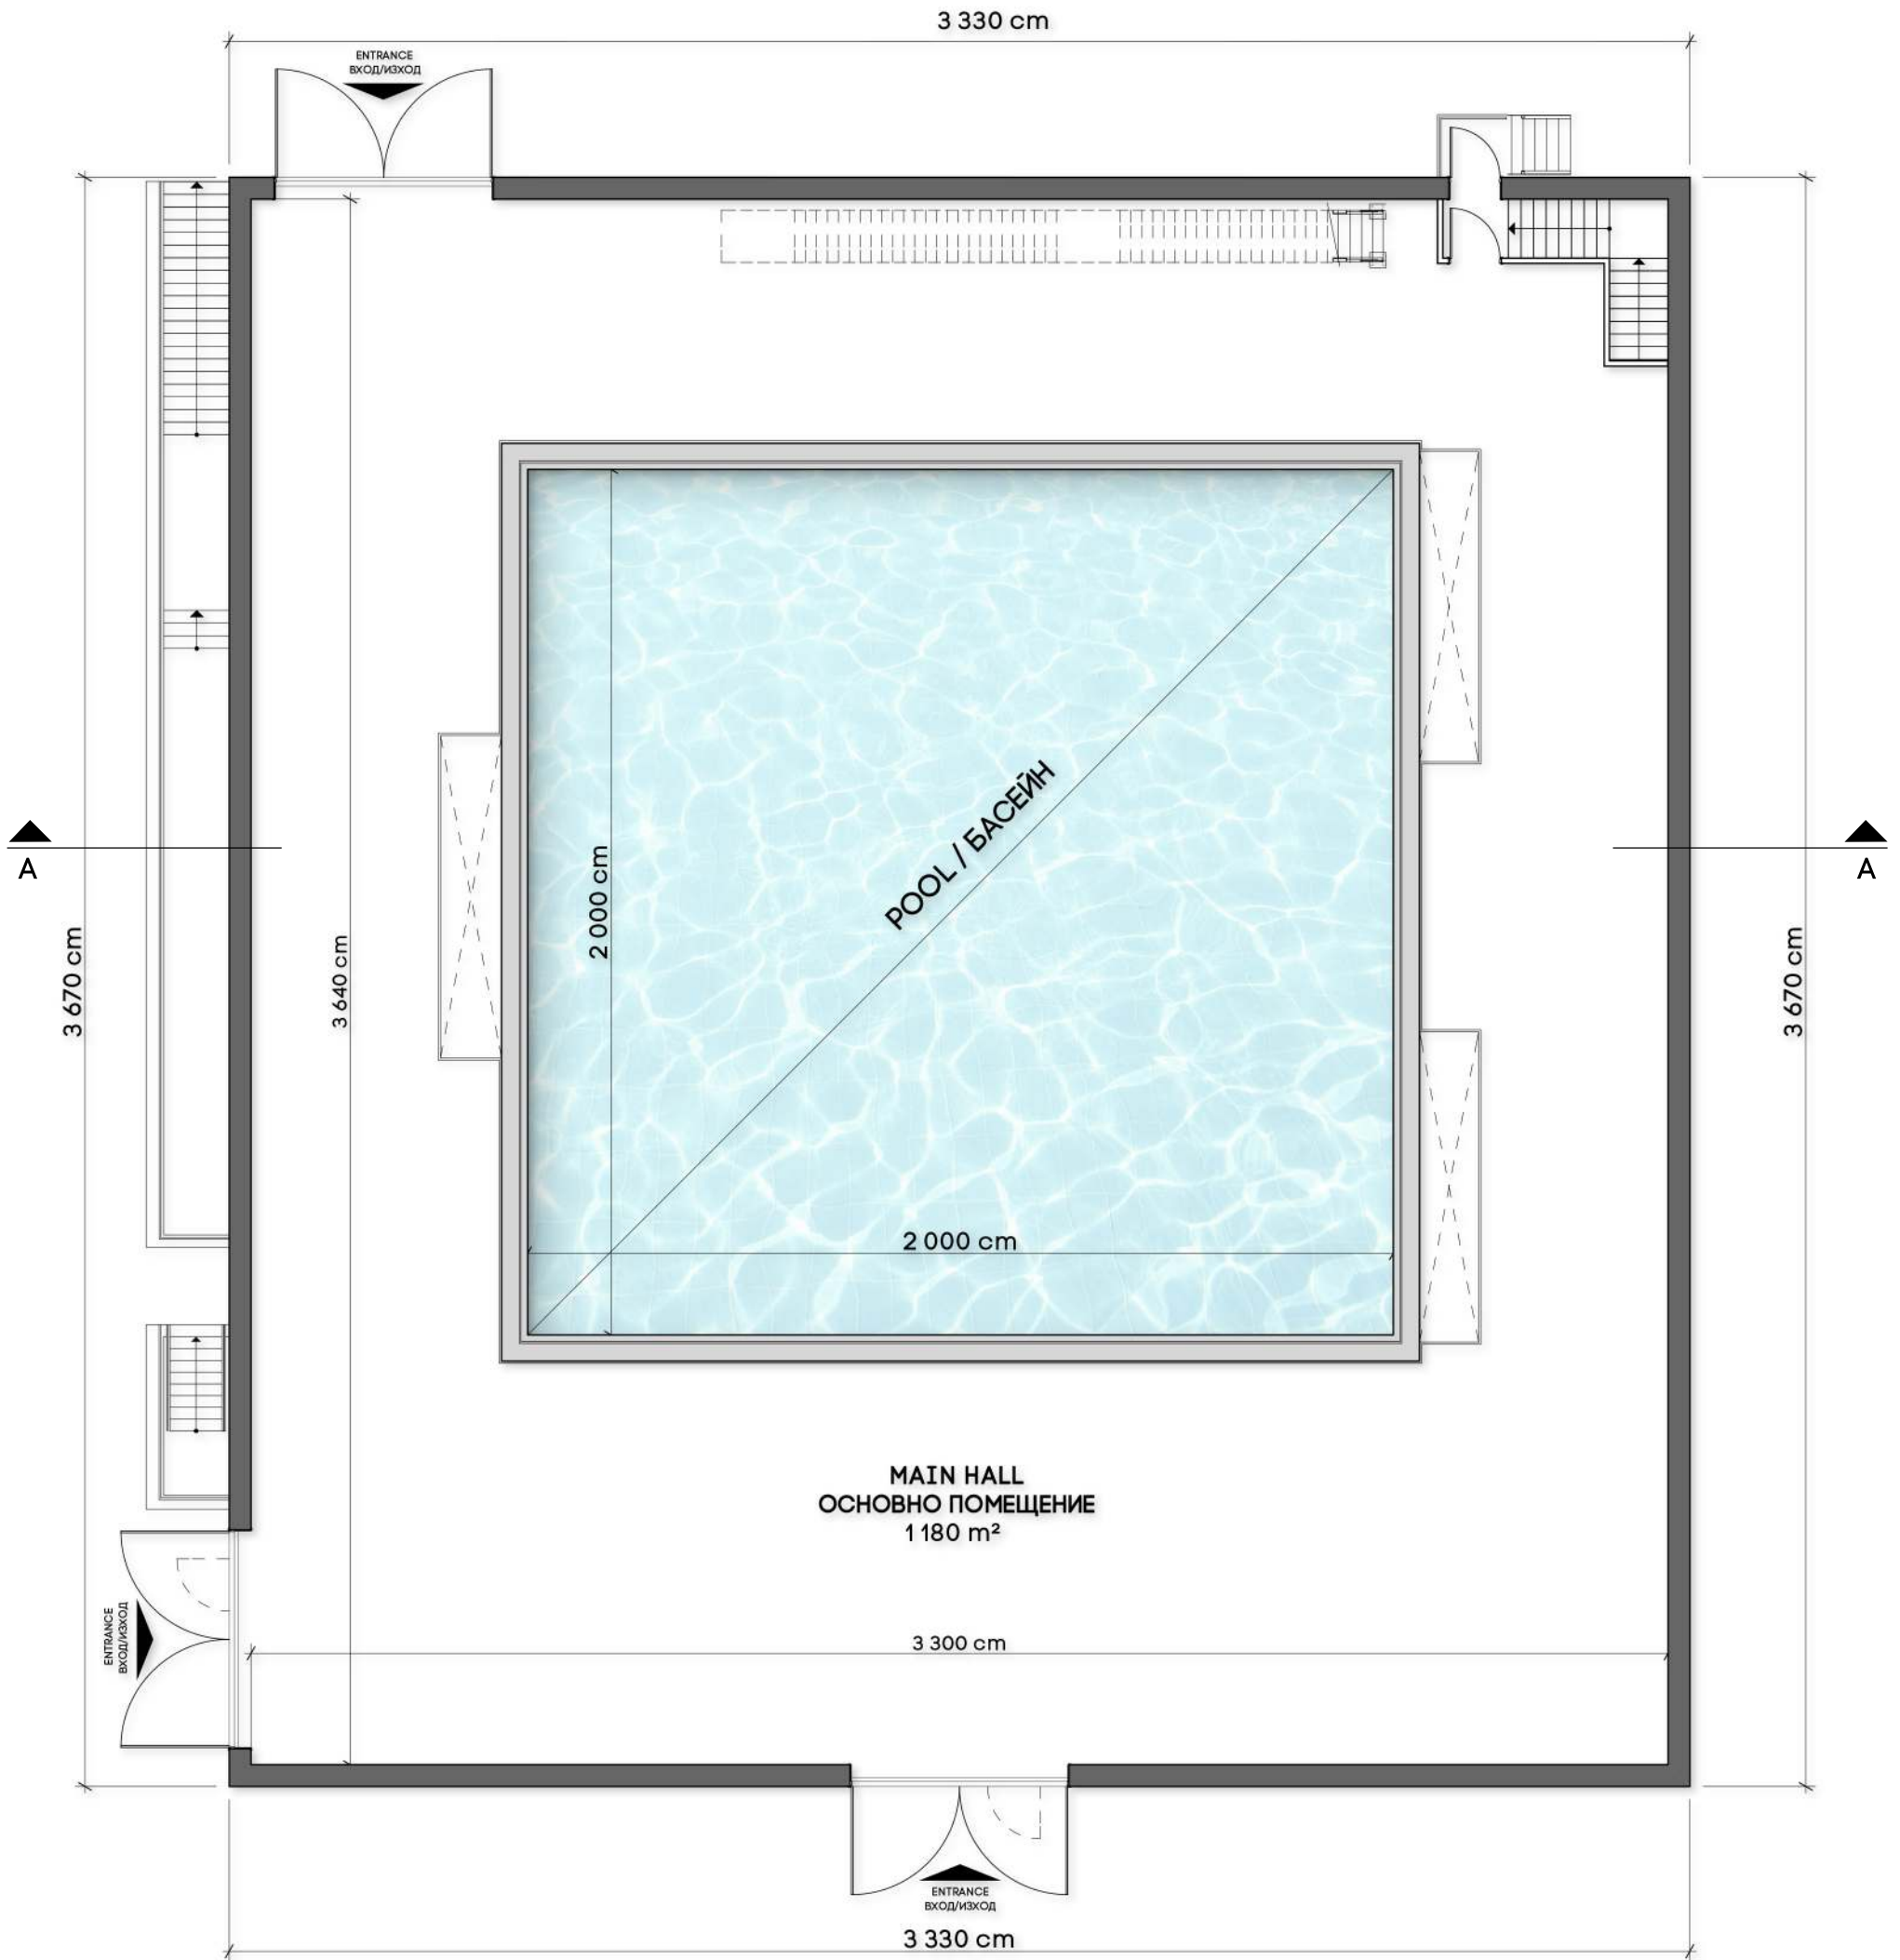 3 330 cm
ENTRANCE
ВХОД/ИЗХОД
POOL / БАСЕЙН
2 000 cm
A
A
3 670 cm
3 640 cm
3 670 cm
2 000 cm
MAIN HALL
ОСНОВНО ПОМЕЩЕНИЕ
1 180 m²
ENTRANCE
ВХОД/ИЗХОД
3 300 cm
ENTRANCE
ВХОД/ИЗХОД
3 330 cm